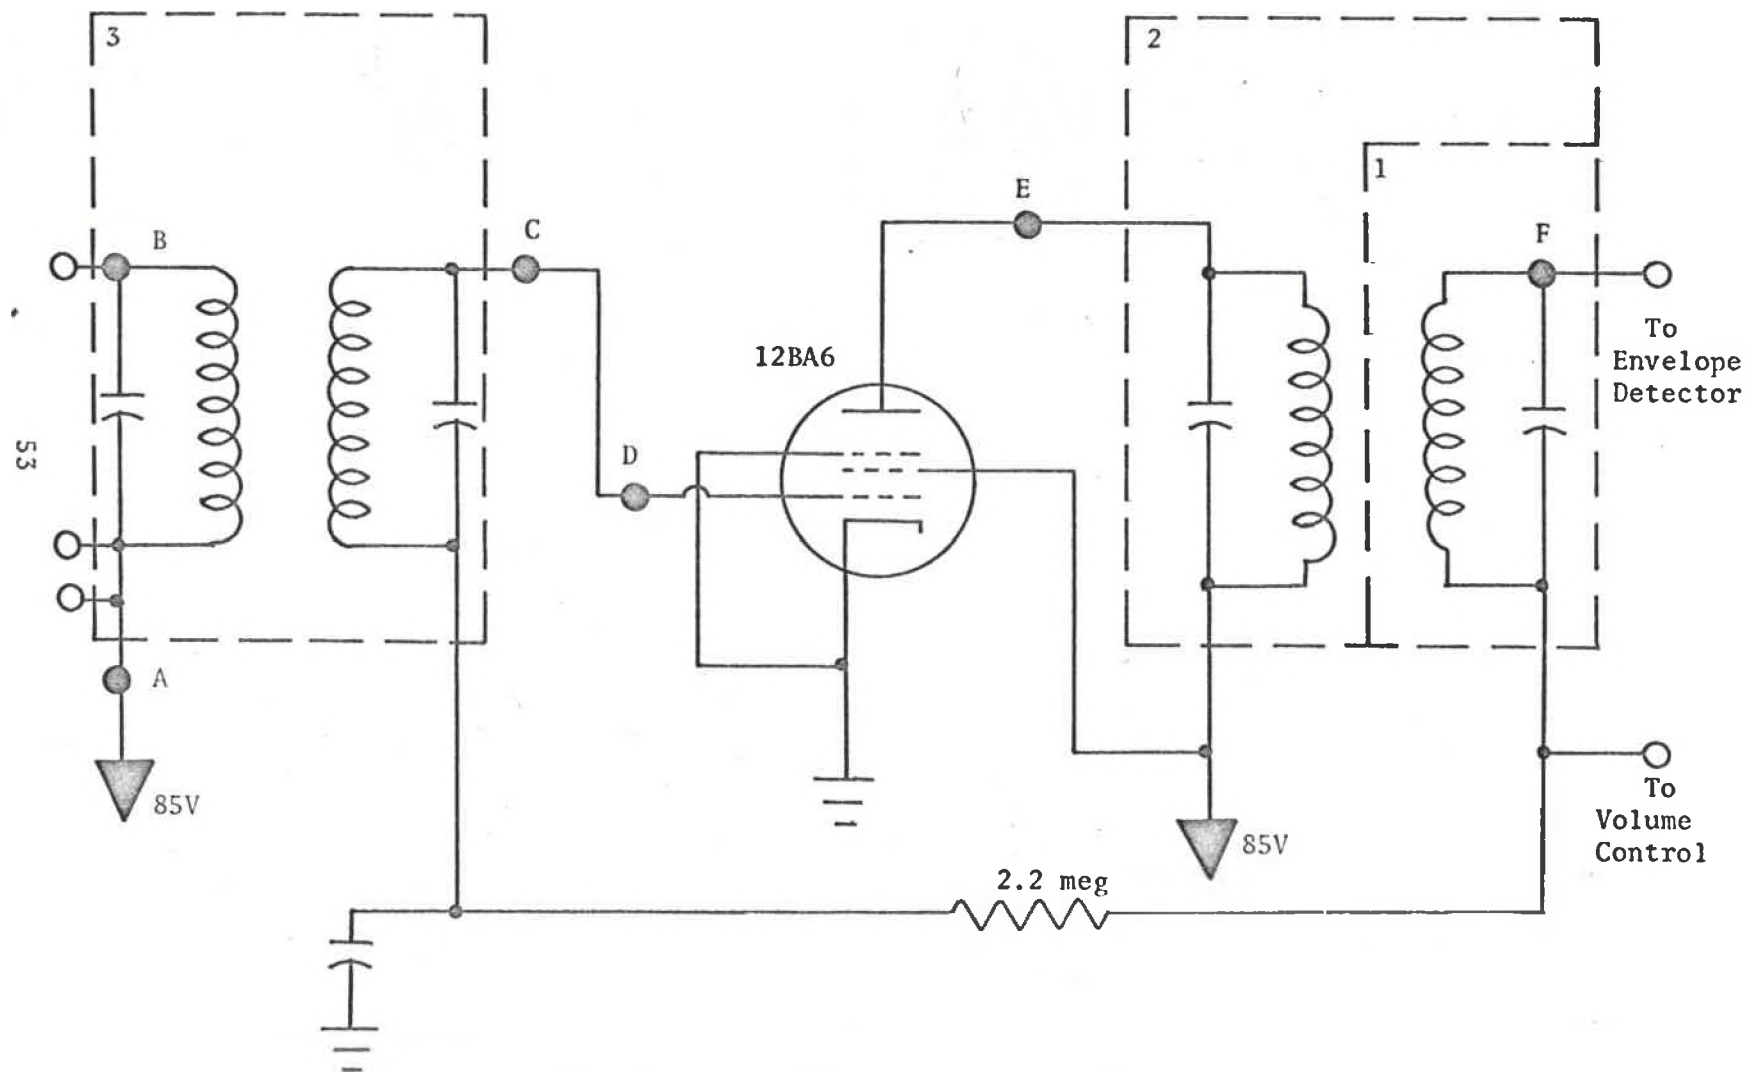 3
2
1
B
C
E
F
D
12BA6
To
Envelope
Detector
53
A
85V
85V
To
Volume
Control
2.2 meg